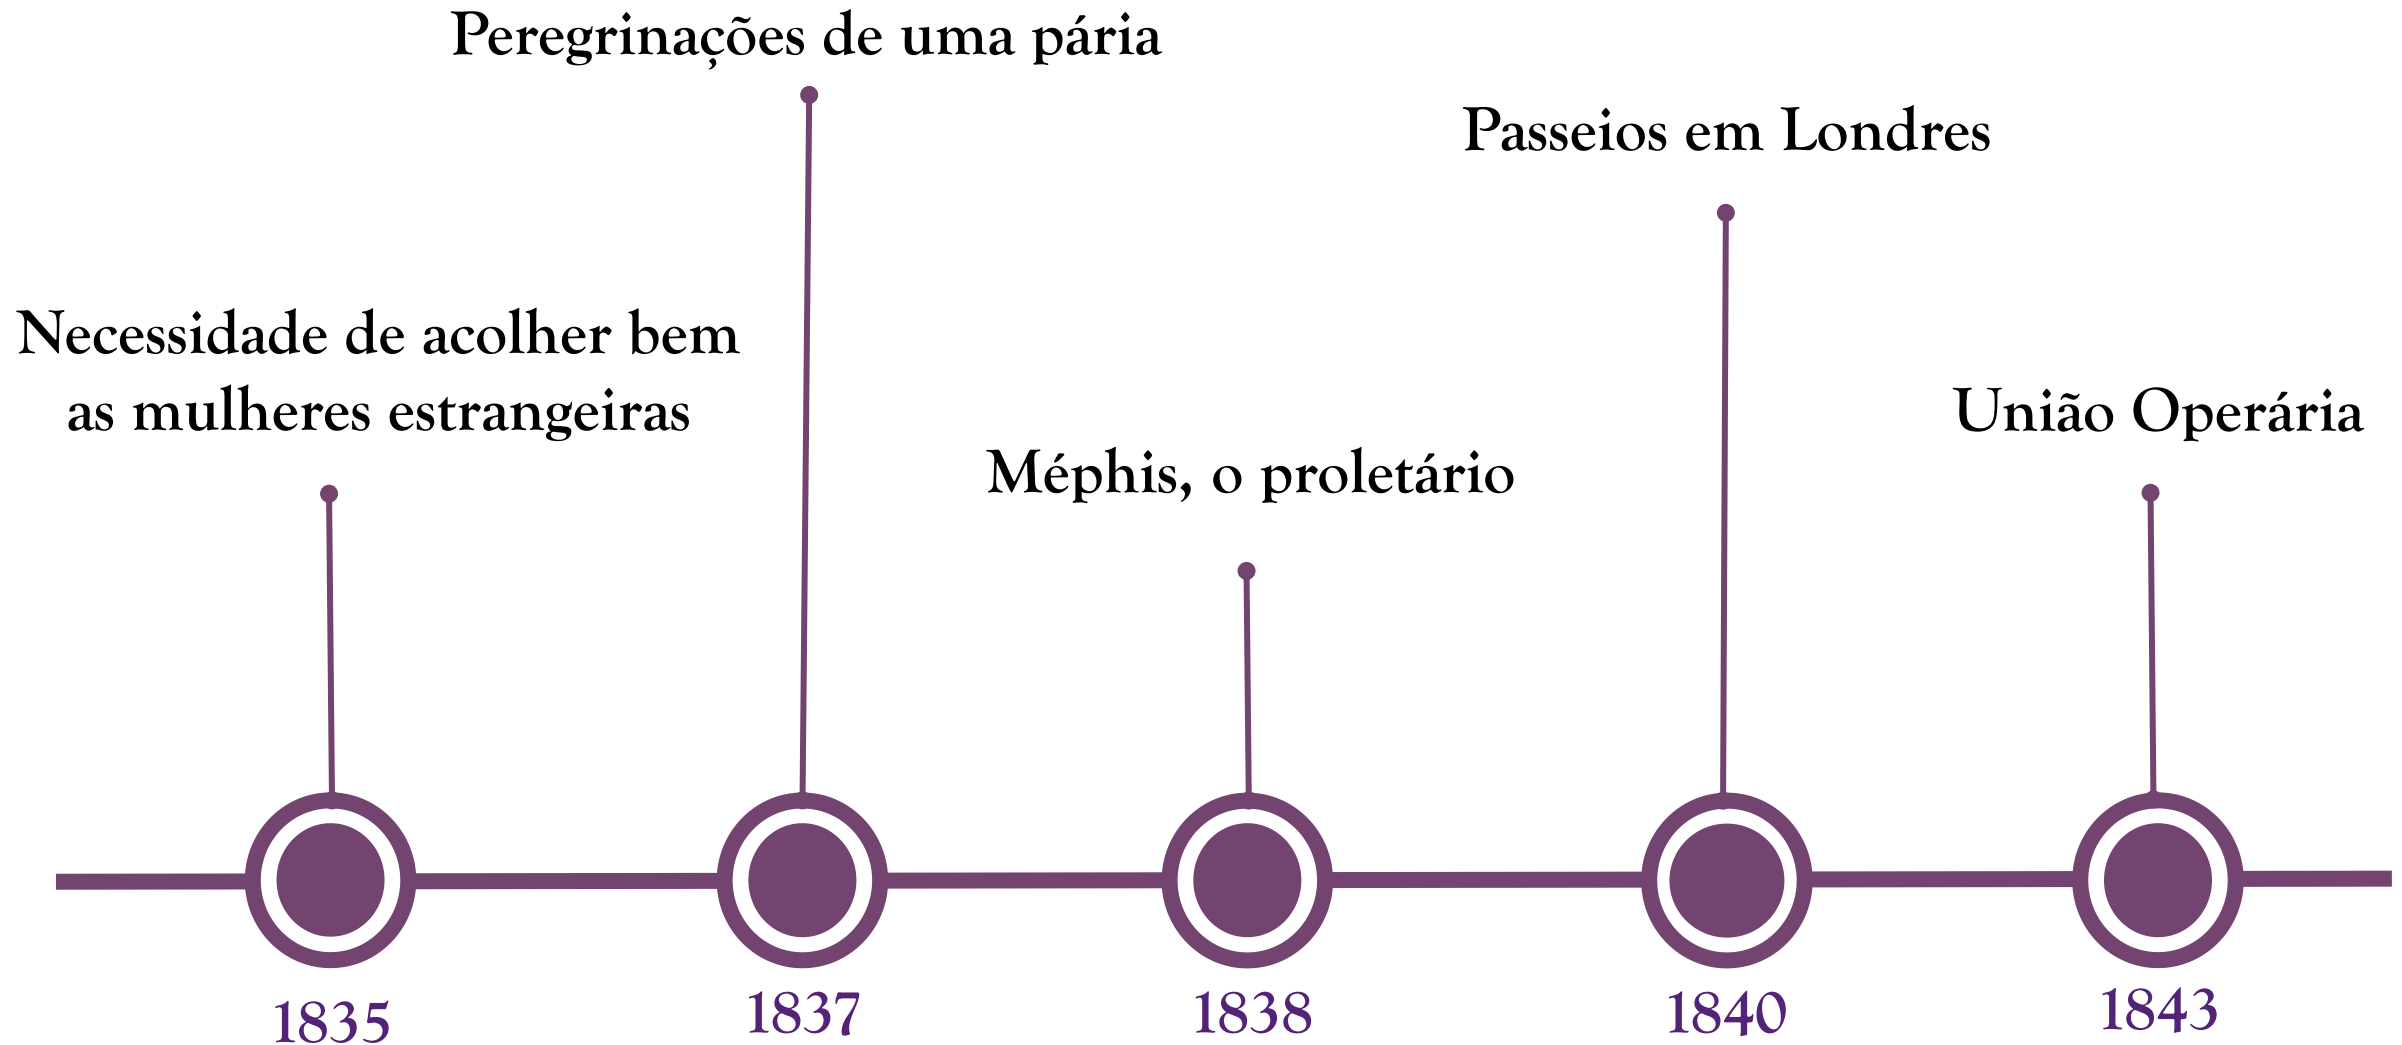 Peregrinações de uma pária
Passeios em Londres
Necessidade de acolher bem
as mulheres estrangeiras
União Operária
Méphis, o proletário
1835
1837
1838
1840
1843